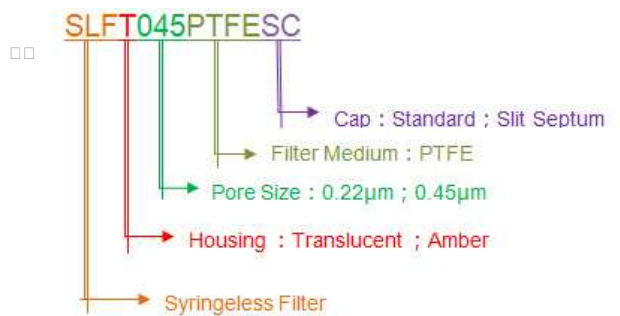 SLFT045PTFESC
Cap：Standard；Slit Septum
Filter Medium：PTFE
Pore Size：0.22μm；0.45μm
Housing：Translucent；Amber
Syringeless Filter